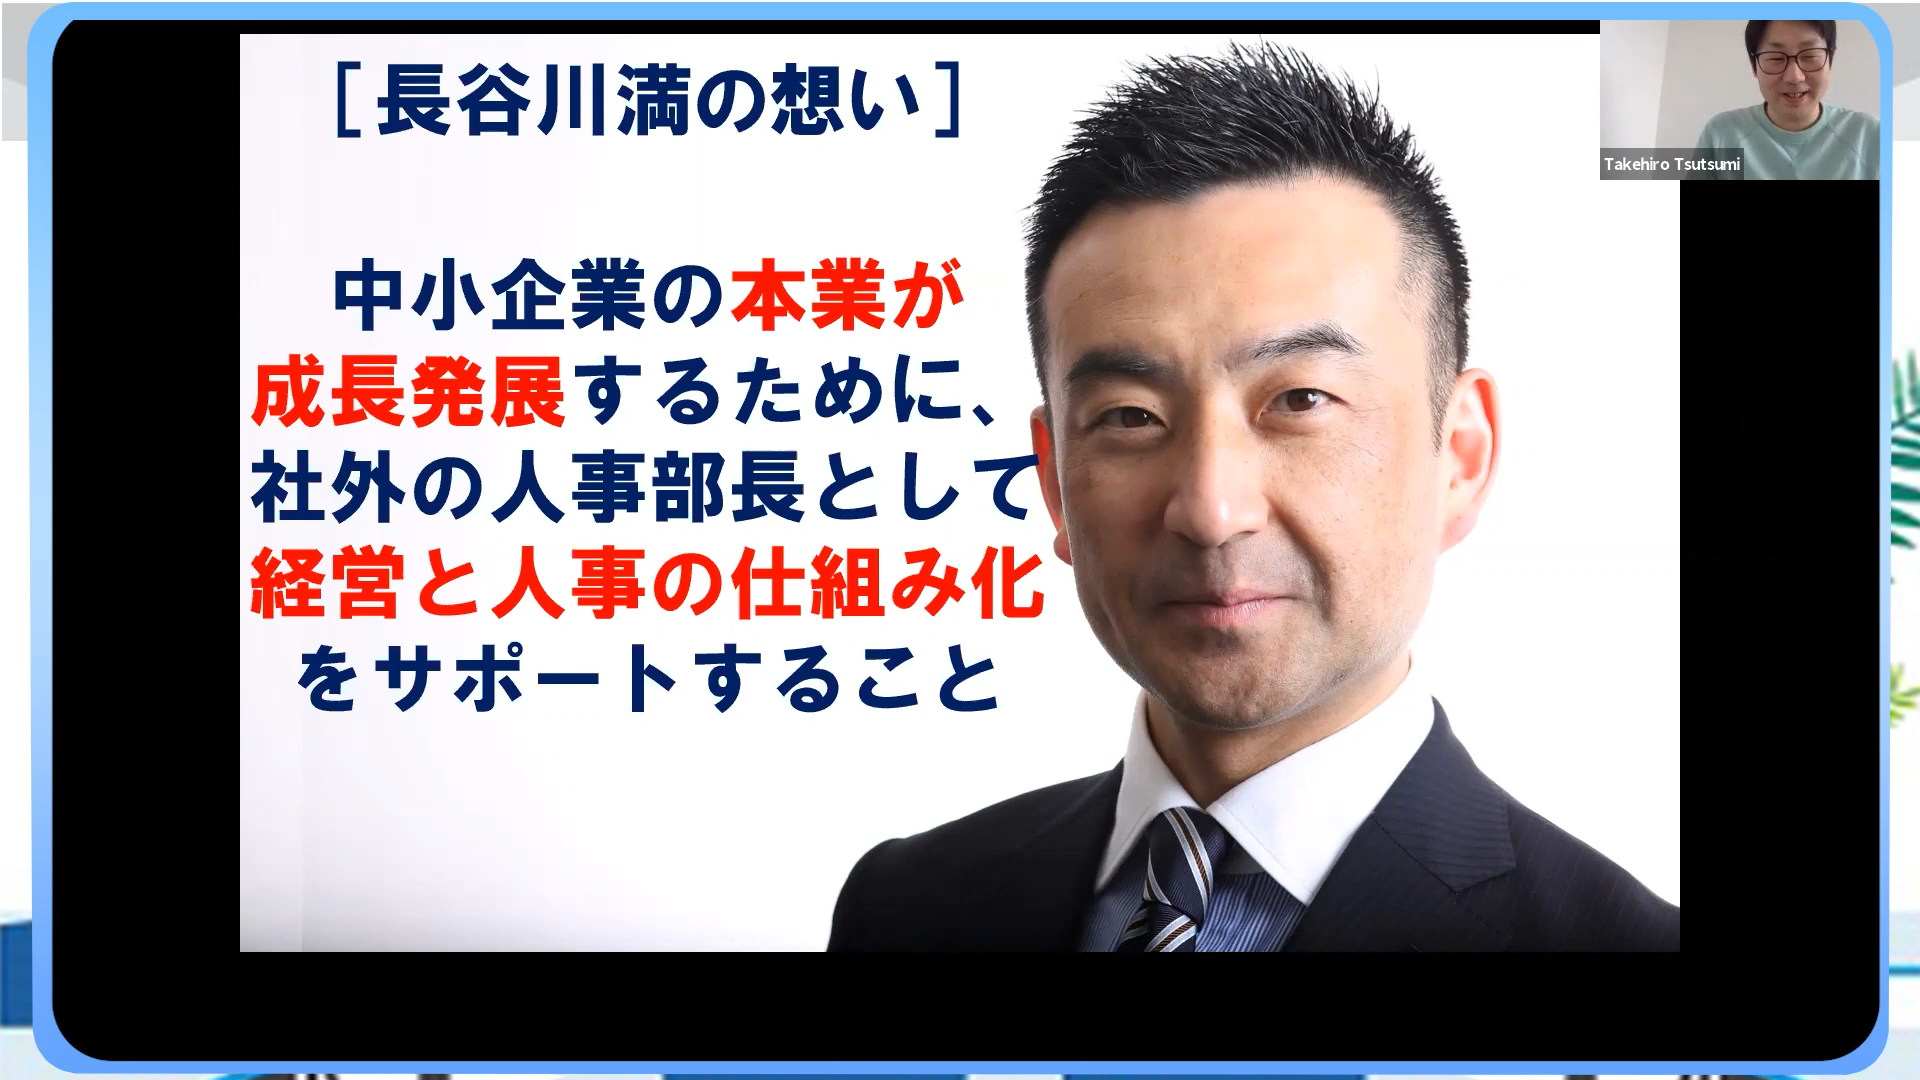 ［長谷川満の想い］
中小企業の本業が
成長発展するために、
社外の人事部長として
経営と人事の仕組み化
をサポートすること
Takehiro Tsutsumi